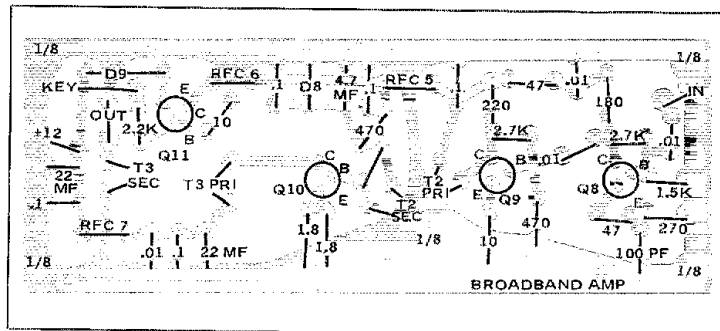 1/8
1/8
D9
RFC 6
.1
D8
4.7
MF
.1
RFC 5
.1
47
.01
KEY
E
C
B
OUT
2.2K
10
Q11
220
180
IN
+12
470
2.7K
2.7K
.01
22
MF
T3
SEC
T3 PRI
C
B
E
Q10
T2
PRI
C
B
E
Q9
.01
C
B
E
Q8
1.5K
.1
T2
SEC
RFC 7
1.8
1.8
1/8
10
470
47
270
.01
.1
22 MF
100 PF
1/8
1/8
BROADBAND AMP